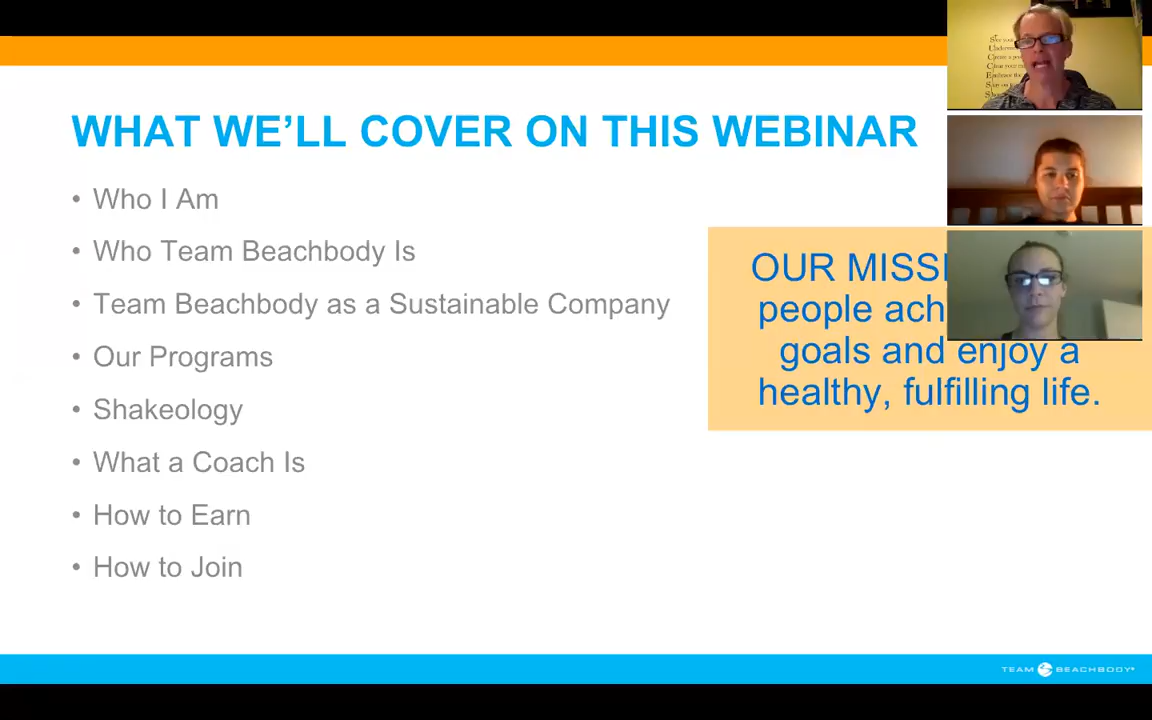 WHAT WE'LL COVER ON THIS WEBINAR
• Who I Am
• Who Team Beachbody Is
• Team Beachbody as a Sustainable Company
• Our Programs
• Shakeology
• What a Coach Is
• How to Earn
• How to Join
OUR
people
goals and enjoy a
healthy, fulfilling life.
TEAM BEACHBODY